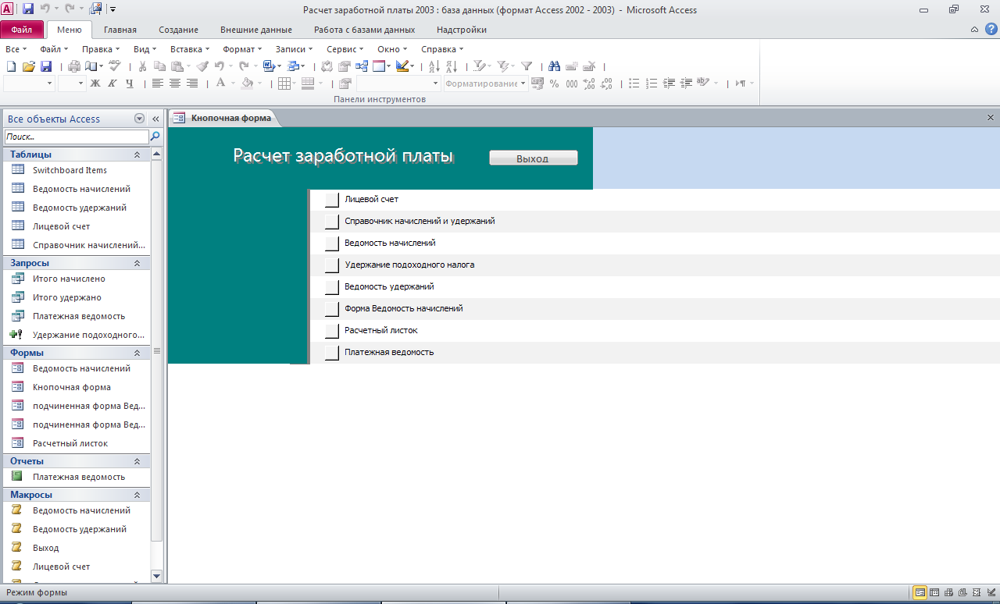 Расчет заработной платы 2003 : база данных (формат Access 2002 - 2003) - Microsoft Access
Файл Меню Главная Создание Внешние данные Работа с базами данных Надстройки
Все Файл Правка Вид Вставка Формат Записи Сервис Окно Справка
Ж К Ч Форматирование % 000
Панели инструментов
Все объекты Access
Поиск...
Таблицы
Switchboard Items
Ведомость начислений
Ведомость удержаний
Лицевой счет
Справочник начислений...
Запросы
Итого начислено
Итого удержано
Платежная ведомость
Удержание подоходного...
Формы
Ведомость начислений
Кнопочная форма
подчиненная форма Вед...
подчиненная форма Вед...
Расчетный листок
Отчеты
Платежная ведомость
Макросы
Ведомость начислений
Ведомость удержаний
Выход
Лицевой счет
Кнопочная форма
Расчет заработной платы
Выход
Лицевой счет
Справочник начислений и удержаний
Ведомость начислений
Удержание подоходного налога
Ведомость удержаний
Форма Ведомость начислений
Расчетный листок
Платежная ведомость
Режим формы